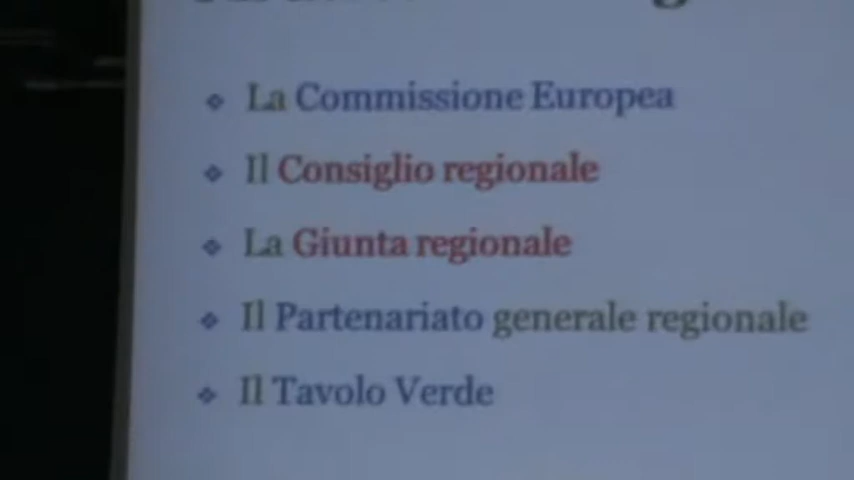 La Commissione Europea
Il Consiglio regionale
La Giunta regionale
Il Partenariato generale regionale
Il Tavolo Verde